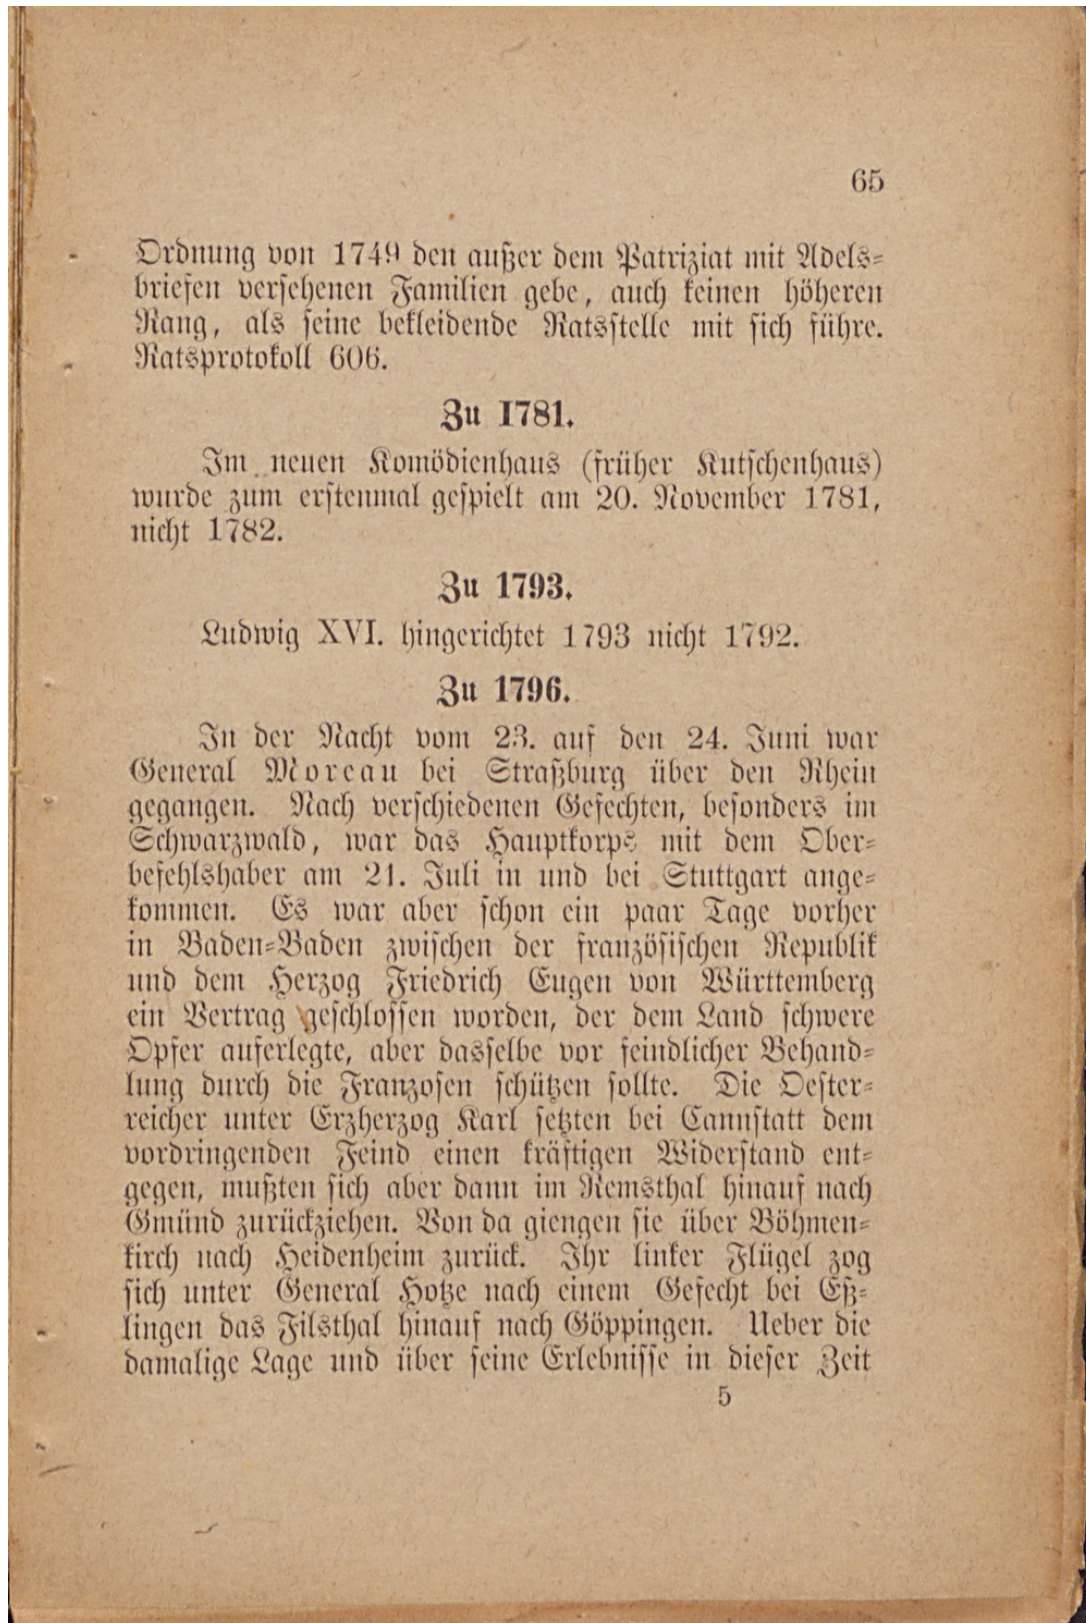 65
Ordnung von 1749 den außer dem Patriziat mit Adels-
briefen versehenen Familien gebe, auch keinen höheren
Rang, als seine bekleidende Ratsstelle mit sich führe.
Ratsprotokoll 606.
Zu 1781.
Im neuen Komödienhaus (früher Kutschenhaus)
wurde zum erstenmal gespielt am 20. November 1781,
nicht 1782.
Zu 1793.
Ludwig XVI. hingerichtet 1793 nicht 1792.
Zu 1796.
In der Nacht vom 23. auf den 24. Juni war
General Moreau bei Straßburg über den Rhein
gegangen. Nach verschiedenen Gefechten, besonders im
Schwarzwald, war das Hauptkorps mit dem Ober-
befehlshaber am 21. Juli in und bei Stuttgart ange-
kommen. Es war aber schon ein paar Tage vorher
in Baden-Baden zwischen der französischen Republik
und dem Herzog Friedrich Eugen von Württemberg
ein Vertrag geschlossen worden, der dem Land schwere
Opfer auferlegte, aber dasselbe vor feindlicher Behand-
lung durch die Franzosen schützen sollte. Die Oester-
reicher unter Erzherzog Karl setzten bei Cannstatt dem
vordringenden Feind einen kräftigen Widerstand ent-
gegen, mußten sich aber dann im Remsthal hinauf nach
Gmünd zurückziehen. Von da giengen sie über Böhmen-
kirch nach Heidenheim zurück. Ihr linker Flügel zog
sich unter General Hotze nach einem Gefecht bei Eß-
lingen das Filsthal hinauf nach Göppingen. Ueber die
damalige Lage und über seine Erlebnisse in dieser Zeit
5